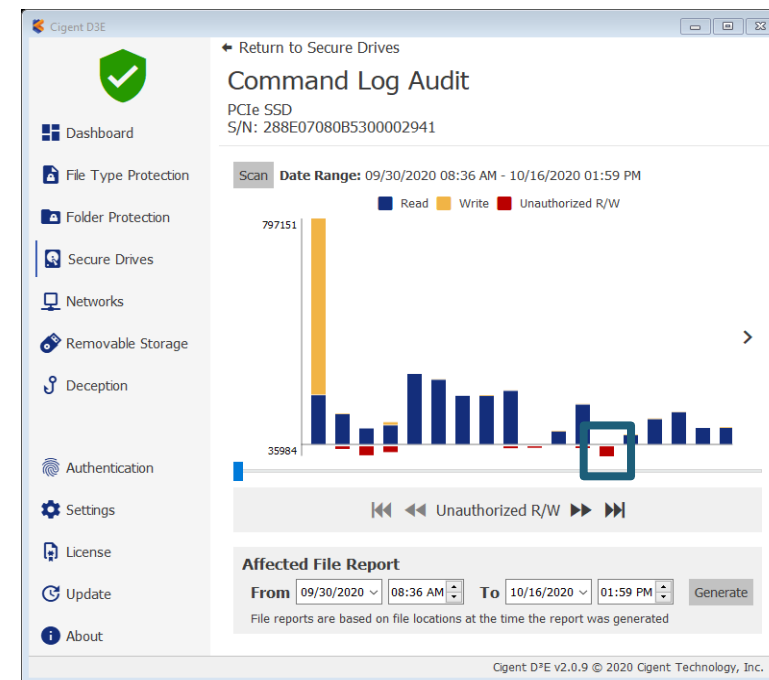 Cigent D3E
Return to Secure Drives
Command Log Audit
PCIe SSD
S/N: 288E07080B5300002941
Dashboard
File Type Protection
Folder Protection
Secure Drives
Networks
Removable Storage
Deception
Authentication
Settings
License
Update
About
Scan Date Range: 09/30/2020 08:36 AM - 10/16/2020 01:59 PM
Read Write Unauthorized R/W
797151
35984
Unauthorized R/W
Affected File Report
From 09/30/2020 08:36 AM To 10/16/2020 01:59 PM Generate
File reports are based on file locations at the time the report was generated
Cigent D³E v2.0.9 © 2020 Cigent Technology, Inc.